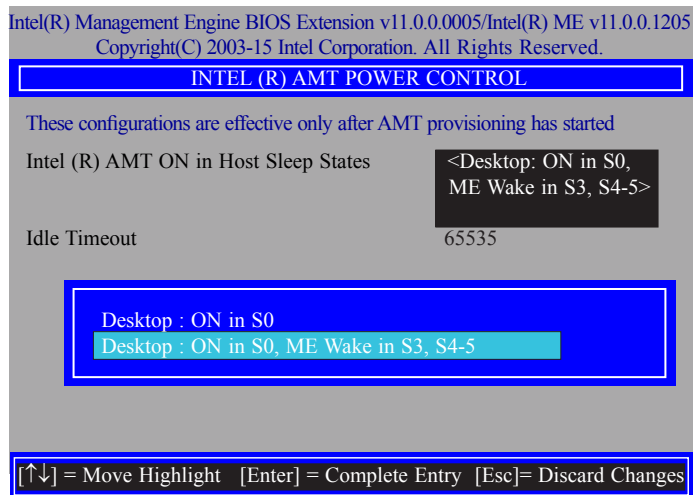 Intel(R) Management Engine BIOS Extension v11.0.0.0005/Intel(R) ME v11.0.0.1205
Copyright(C) 2003-15 Intel Corporation. All Rights Reserved.
INTEL (R) AMT POWER CONTROL
These configurations are effective only after AMT provisioning has started
Intel (R) AMT ON in Host Sleep States <Desktop: ON in S0,
ME Wake in S3, S4-5>
Idle Timeout 65535
Desktop : ON in S0
Desktop : ON in S0, ME Wake in S3, S4-5
[↑↓] = Move Highlight [Enter] = Complete Entry [Esc]= Discard Changes